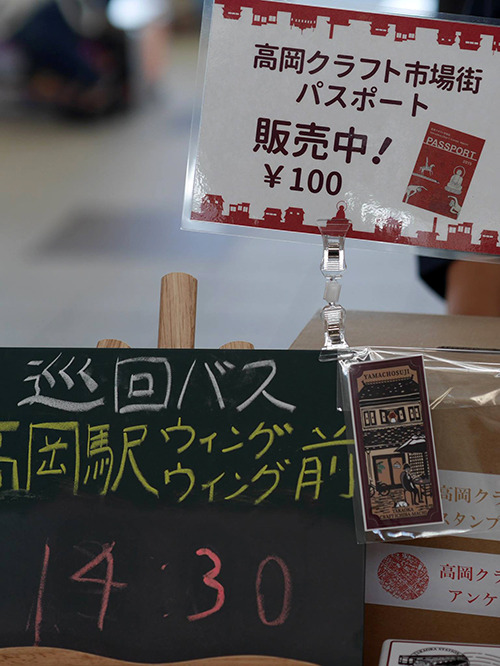 高岡クラフト市場街
パスポート
販売中!
¥100
PASSPORT
巡回バス
高岡駅ウィング
ウィング前
14:30
YAMACHOSUJI
TAKAOKA
高岡クラ
スタンプ
高岡クラ
アンケ